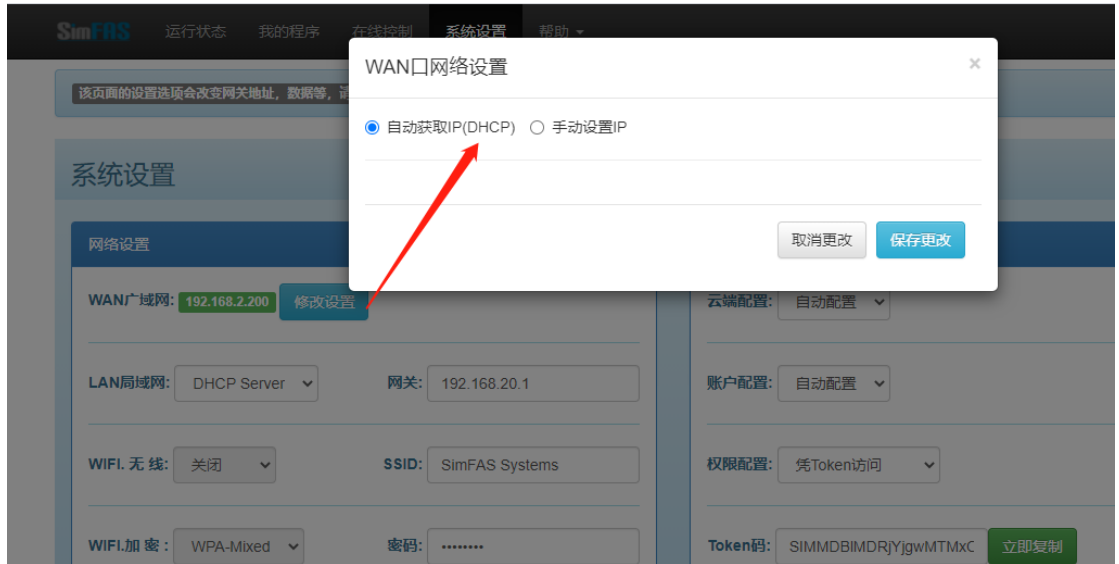 SimFAS 运行状态 我的程序 在线控制 系统设置 帮助
WAN口网络设置 ×
该页面的设置选项会改变网关地址，数据等，请
自动获取IP(DHCP) 手动设置IP
系统设置
取消更改 保存更改
网络设置
WAN广域网: 192.168.2.200 修改设置
云端配置: 自动配置
LAN局域网: DHCP Server 网关: 192.168.20.1
账户配置: 自动配置
WIFI. 无 线: 关闭 SSID: SimFAS Systems
权限配置: 凭Token访问
WIFI.加 密 : WPA-Mixed 密码: ········
Token码: SIMMDBIMDRjYjgwMTMxC 立即复制